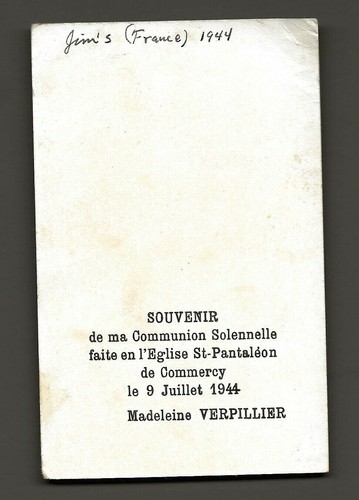 Jim's (France) 1944
SOUVENIR
de ma Communion Solennelle
faite en l'Eglise St-Pantaléon
de Commercy
le 9 Juillet 1944
Madeleine VERPILLIER